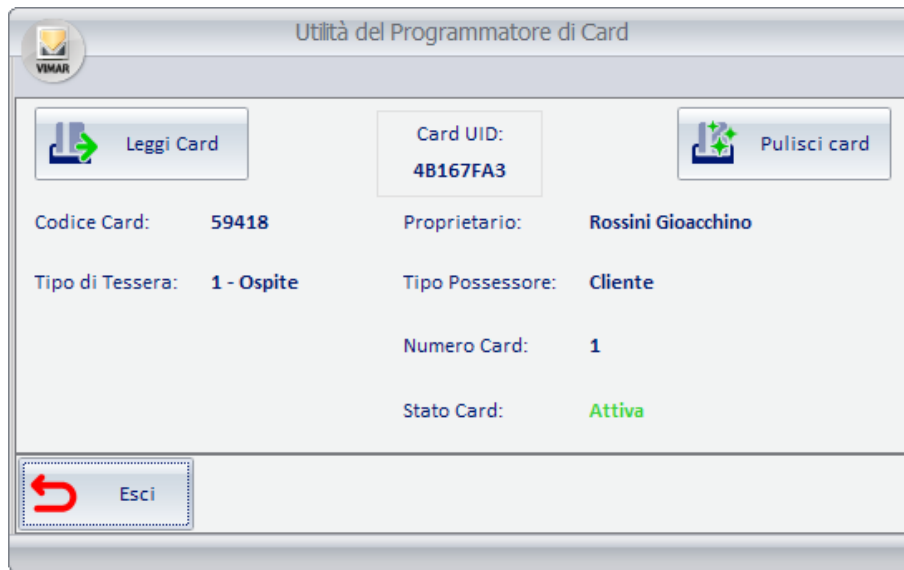 Utilità del Programmatore di Card
VIMAR
Leggi Card
Card UID:
4B167FA3
Pulisci card
Codice Card: 59418 Proprietario: Rossini Gioacchino
Tipo di Tessera: 1 - Ospite Tipo Possessore: Cliente
Numero Card: 1
Stato Card: Attiva
Esci